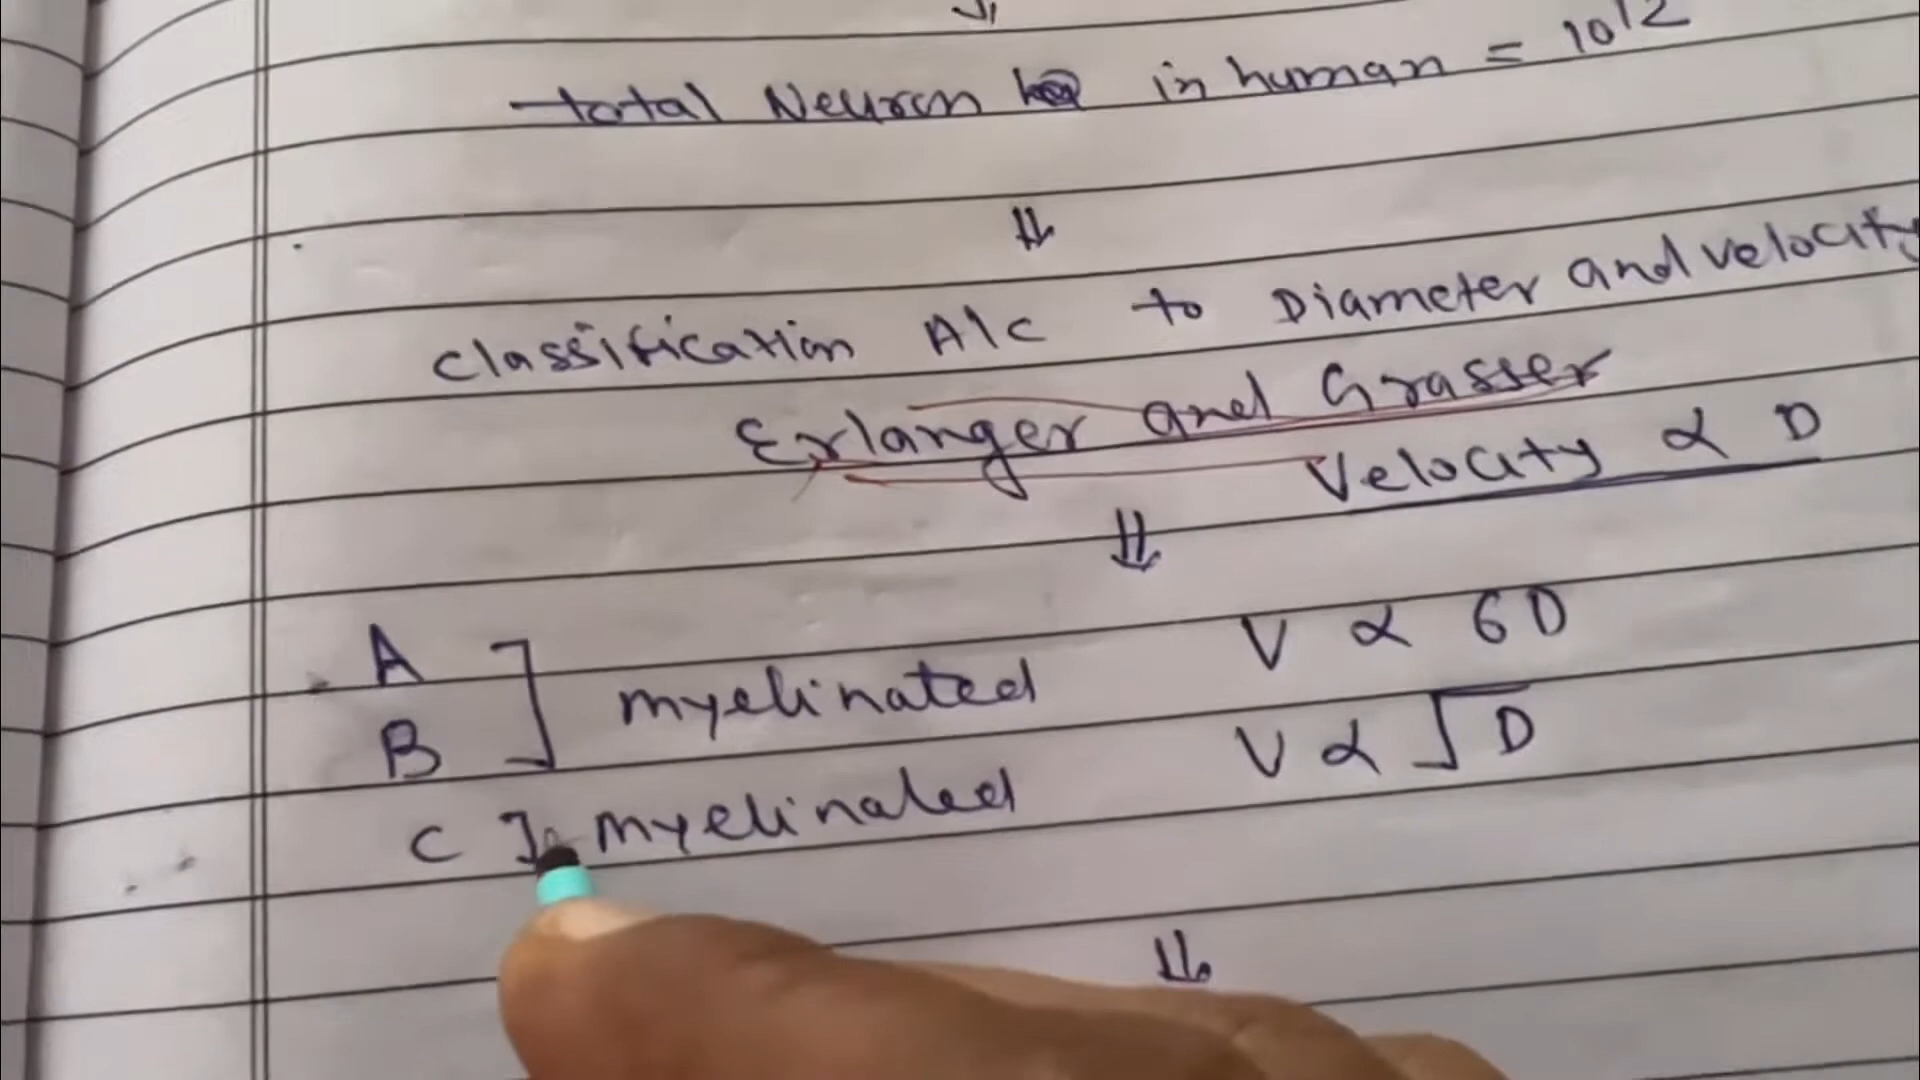 total Neuron in human = 10^12
⇓
Classification A/c to Diameter and velocity
Erlanger and Grasser
Velocity ∝ D
⇓
A
B ] myelinated V ∝ 6D
C ] myelinated V ∝ √D
⇓